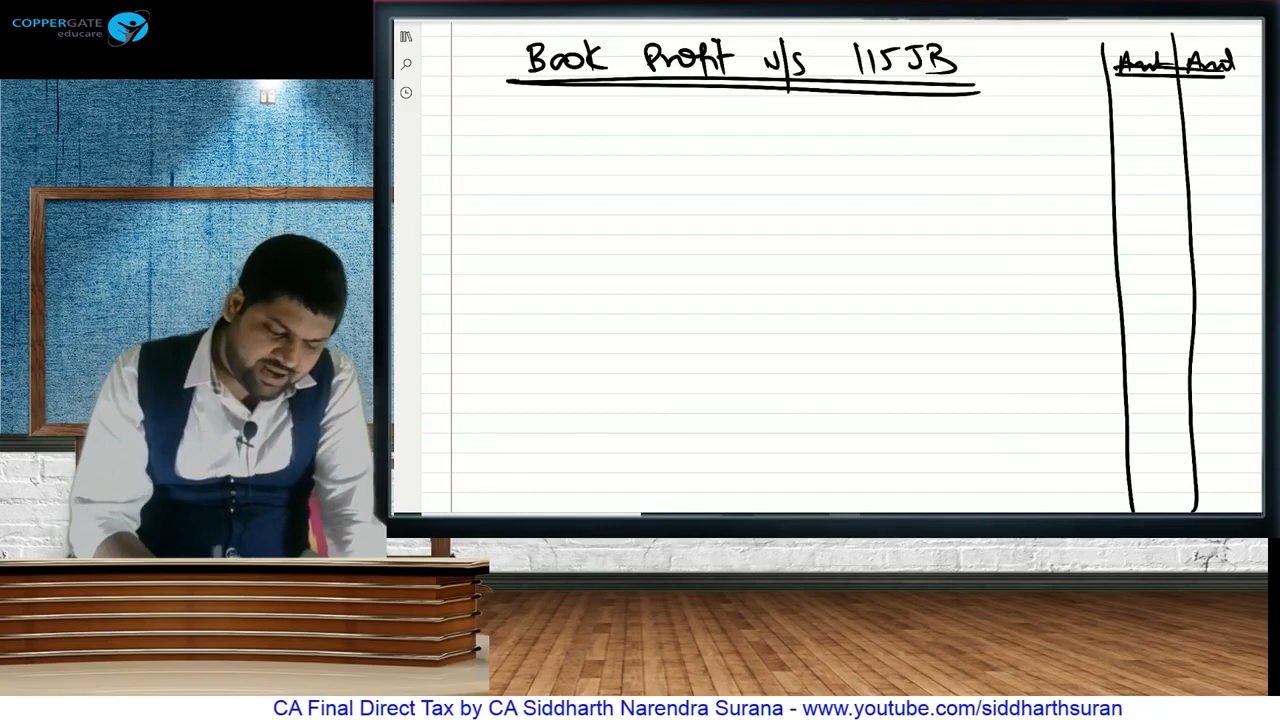 COPPERGATE
educare
Book Profit u/s 115JB
Amt Amt
CA Final Direct Tax by CA Siddharth Narendra Surana - www.youtube.com/siddharthsuran